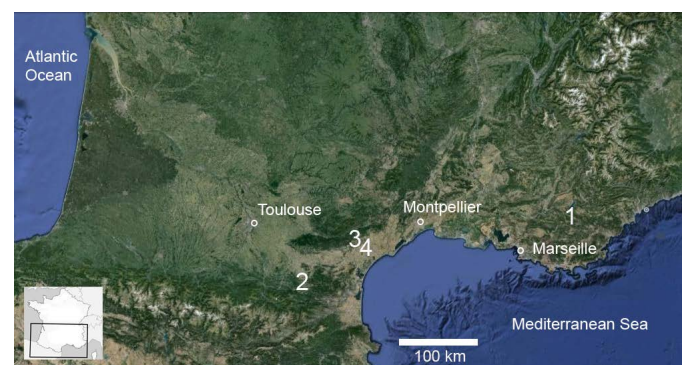 Atlantic
Ocean
Toulouse
Montpellier
1
3
4
Marseille
2
Mediterranean Sea
100 km